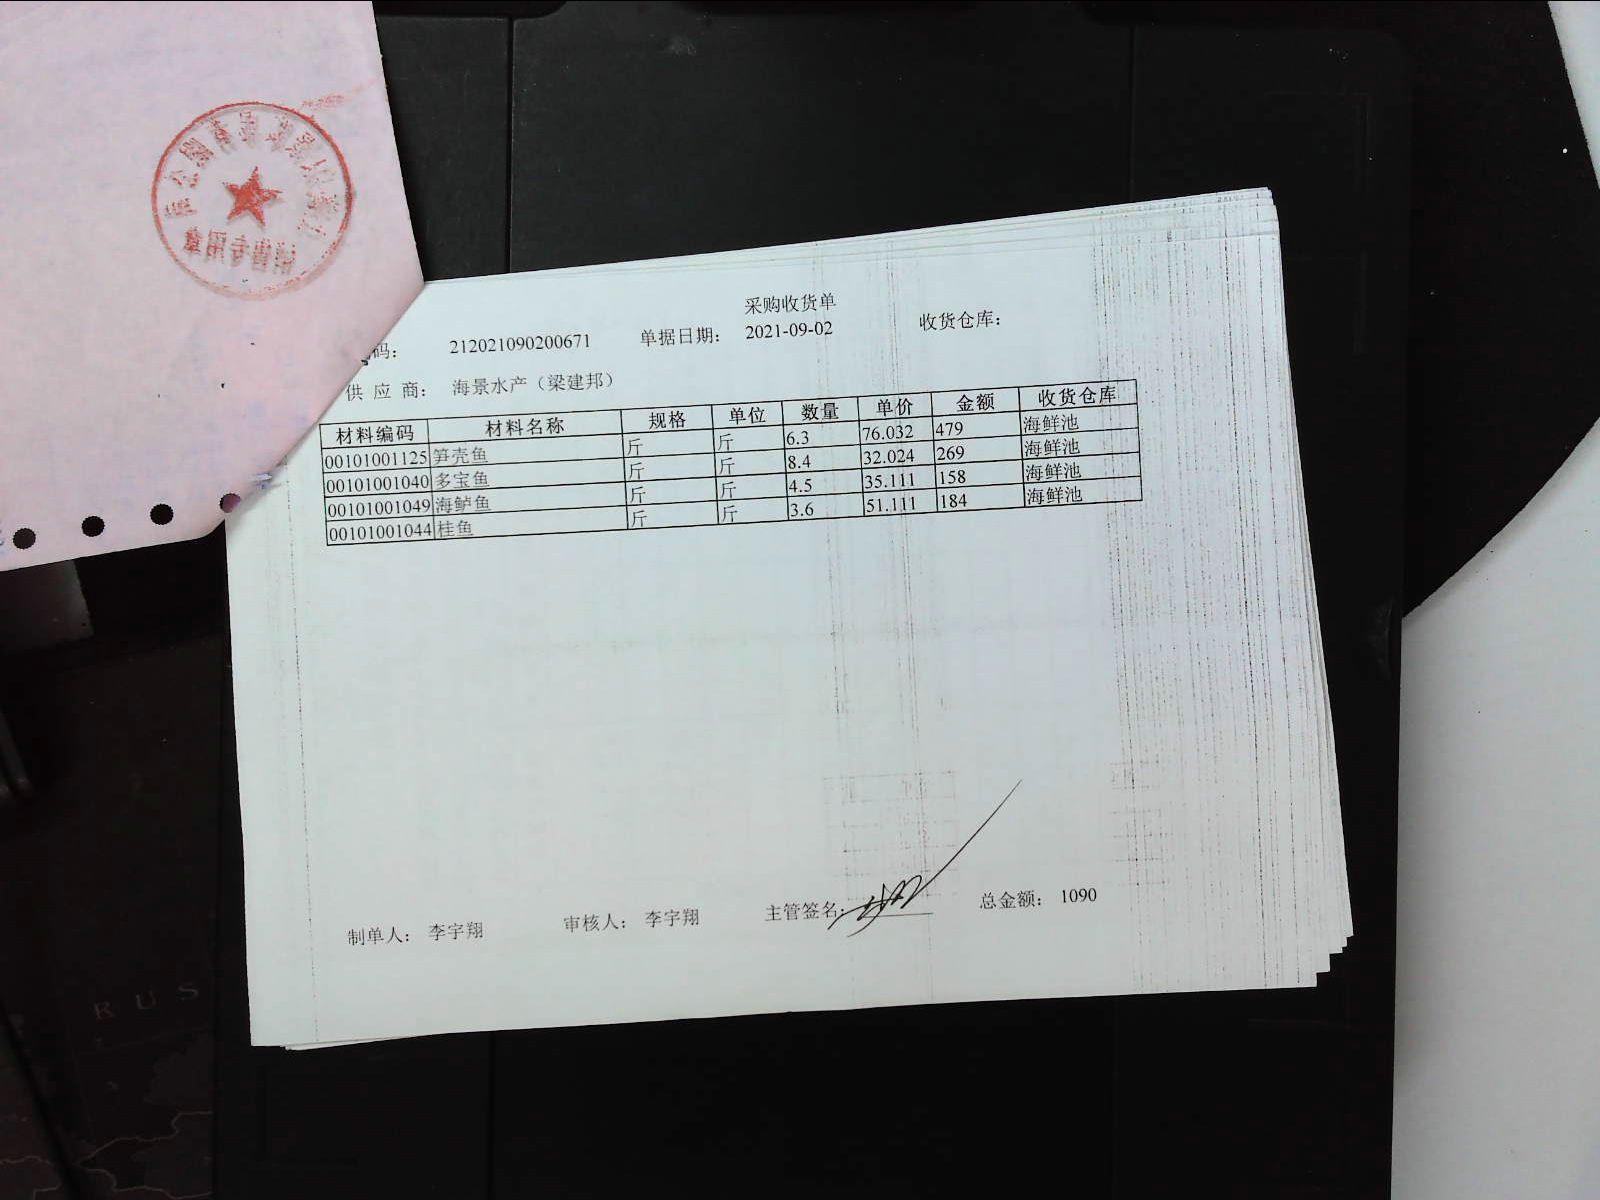 采购收货单
码： 212021090200671 单据日期： 2021-09-02 收货仓库：
供 应 商： 海景水产（梁建邦）
材料编码 材料名称 规格 单位 数量 单价 金额 收货仓库
00101001125 笋壳鱼 斤 斤 6.3 76.032 479 海鲜池
00101001040 多宝鱼 斤 斤 8.4 32.024 269 海鲜池
00101001049 海鲈鱼 斤 斤 4.5 35.111 158 海鲜池
00101001044 桂鱼 斤 斤 3.6 51.111 184 海鲜池
制单人： 李宇翔 审核人： 李宇翔 主管签名： 总金额： 1090
销售专用章
RUS